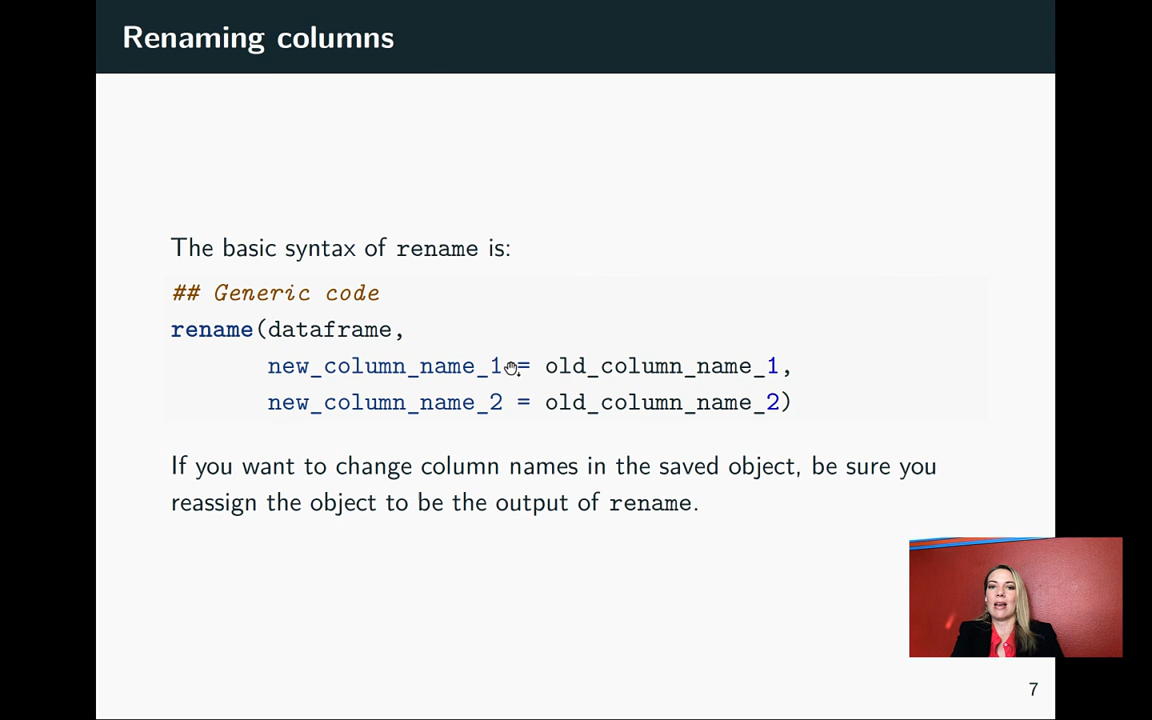 Renaming columns
The basic syntax of rename is:
## Generic code
rename(dataframe,
new_column_name_1 = old_column_name_1,
new_column_name_2 = old_column_name_2)
If you want to change column names in the saved object, be sure you
reassign the object to be the output of rename.
7